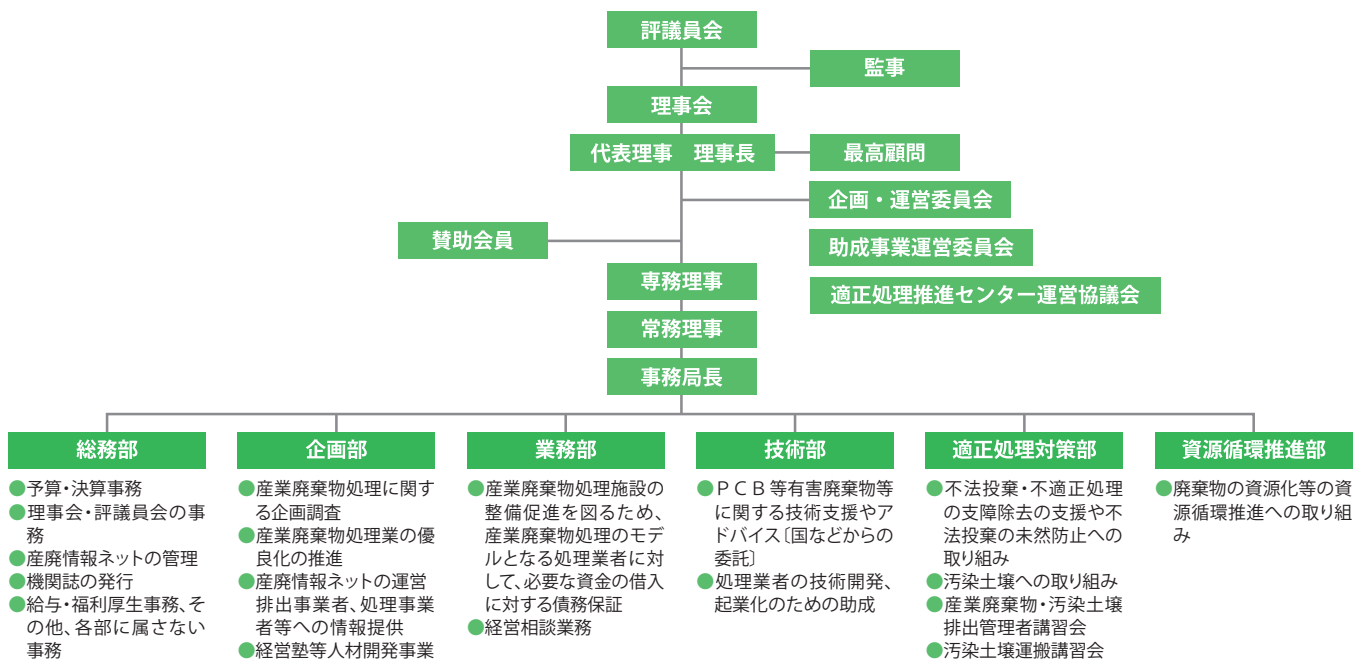 評議員会
監事
理事会
代表理事　理事長
最高顧問
企画・運営委員会
賛助会員
助成事業運営委員会
専務理事
適正処理推進センター運営協議会
常務理事
事務局長
総務部
●予算・決算事務
●理事会・評議員会の事
務
●産廃情報ネットの管理
●機関誌の発行
●給与・福利厚生事務、そ
の他、各部に属さない
事務
企画部
●産業廃棄物処理に関す
る企画調査
●産業廃棄物処理業の優
良化の推進
●産廃情報ネットの運営
排出事業者、処理事業
者等への情報提供
●経営塾等人材開発事業
業務部
●産業廃棄物処理施設の
整備促進を図るため、
産業廃棄物処理のモデ
ルとなる処理業者に対
して、必要な資金の借入
に対する債務保証
●経営相談業務
技術部
●ＰＣＢ等有害廃棄物等
に関する技術支援やア
ドバイス〔国などからの
委託〕
●処理業者の技術開発、
起業化のための助成
適正処理対策部
●不法投棄・不適正処理
の支障除去の支援や不
法投棄の未然防止への
取り組み
●汚染土壌への取り組み
●産業廃棄物・汚染土壌
排出管理者講習会
●汚染土壌運搬講習会
資源循環推進部
●廃棄物の資源化等の資
源循環推進への取り組
み